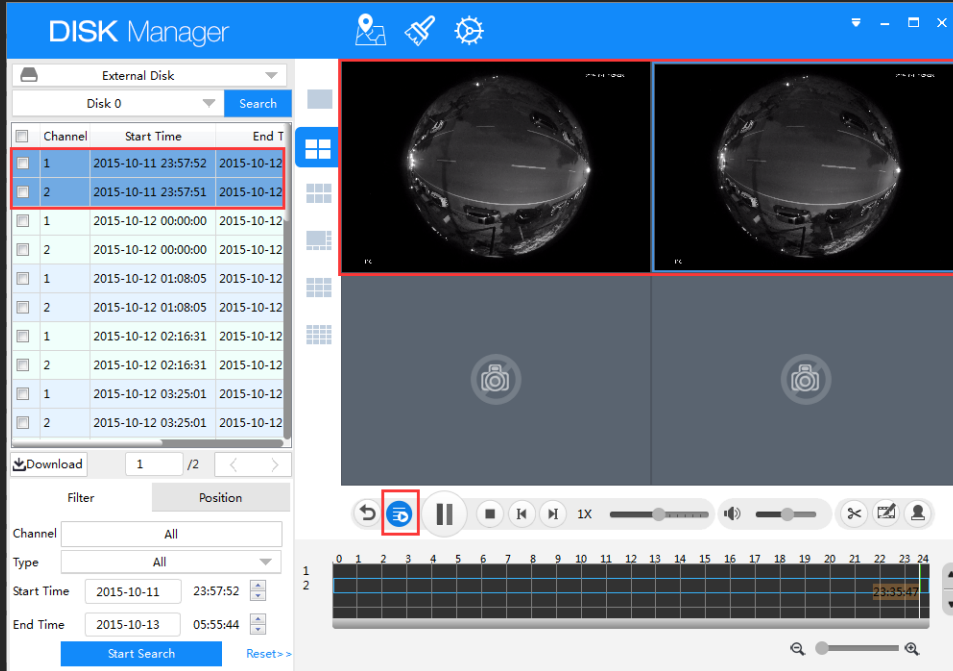 DISK Manager
External Disk
Disk 0 Search
Channel Start Time End T
1 2015-10-11 23:57:52 2015-10-12
2 2015-10-11 23:57:51 2015-10-12
1 2015-10-12 00:00:00 2015-10-12
2 2015-10-12 00:00:00 2015-10-12
1 2015-10-12 01:08:05 2015-10-12
2 2015-10-12 01:08:05 2015-10-12
1 2015-10-12 02:16:31 2015-10-12
2 2015-10-12 02:16:31 2015-10-12
1 2015-10-12 03:25:01 2015-10-12
2 2015-10-12 03:25:01 2015-10-12
Download 1 /2
Filter Position
Channel All
Type All
Start Time 2015-10-11 23:57:52
End Time 2015-10-13 05:55:44
Start Search Reset>>
1X
0 1 2 3 4 5 6 7 8 9 10 11 12 13 14 15 16 17 18 19 20 21 22 23 24
1
2
23:35:47